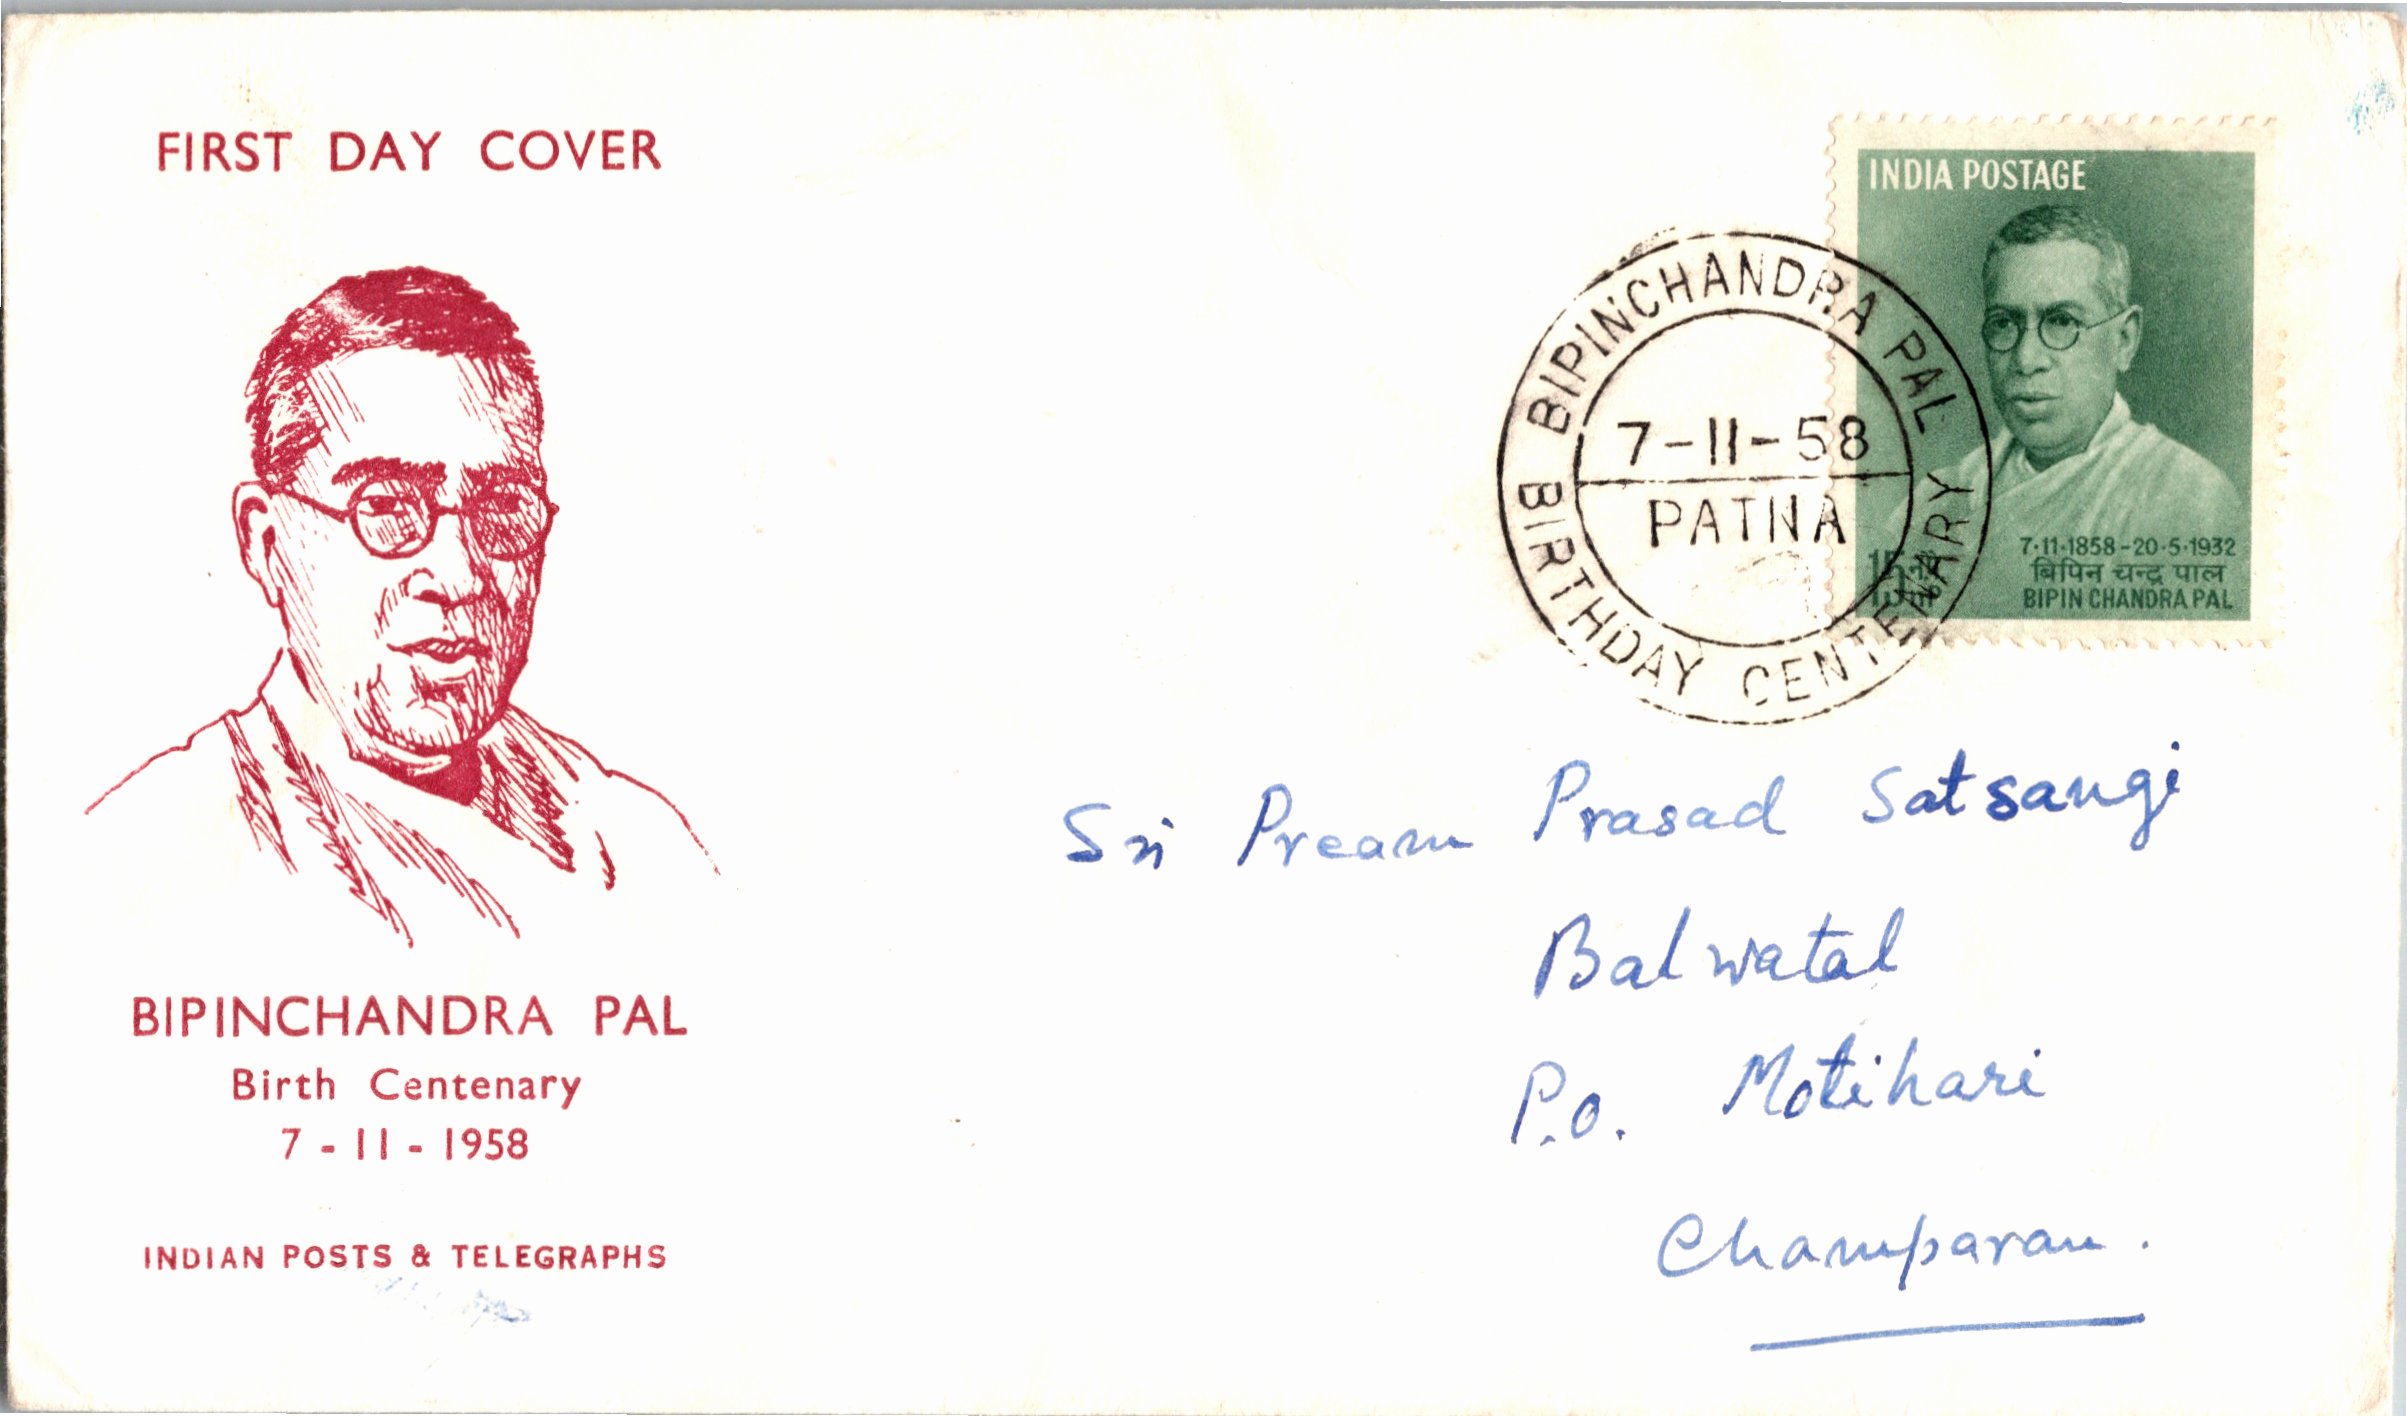 FIRST DAY COVER
BIPINCHANDRA PAL
Birth Centenary
7 - 11 - 1958
INDIAN POSTS & TELEGRAPHS
INDIA POSTAGE
7·11·1858–20·5·1932
बिपिन चन्द्र पाल
BIPIN CHANDRA PAL
15
BIPINCHANDRA PAL
7-11-58
PATNA
BIRTHDAY CENTENARY
Sri Pream Prasad Satsangi
Balwatal
P.O. Motihari
Champaran.